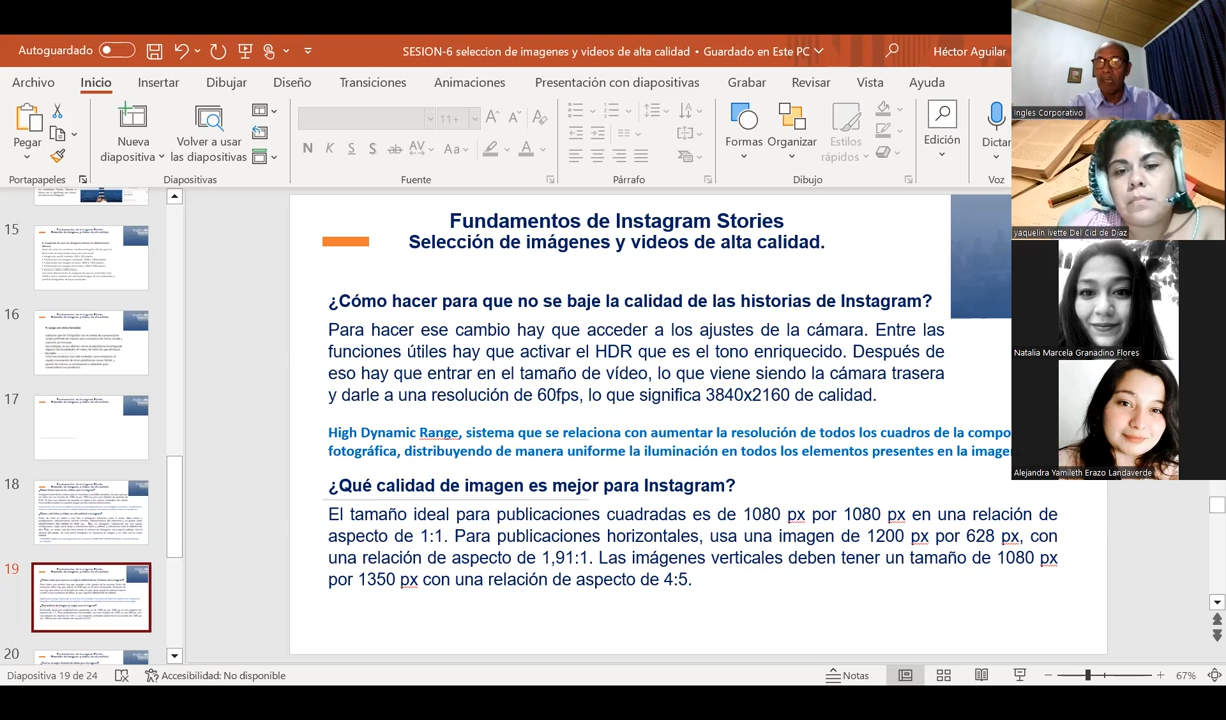 Autoguardado
SESION-6 seleccion de imagenes y videos de alta calidad • Guardado en Este PC
Héctor Aguilar
Archivo Inicio Insertar Dibujar Diseño Transiciones Animaciones Presentación con diapositivas Grabar Revisar Vista Ayuda
Pegar
Nueva
diapositiva
Volver a usar
las diapositivas
11+
N K S S ab AV Aa A
Formas Organizar Estilos
rápidos
Edición
Dictar
Portapapeles Diapositivas Fuente Párrafo Dibujo Voz
Ingles Corporativo
yaquelin ivette Del Cid de Diaz
Natalia Marcela Granadino Flores
Alejandra Yamileth Erazo Landaverde
15
16
17
18
19
20
Fundamentos de Instagram Stories
Selección de imágenes y videos de alta calidad.
¿Cómo hacer para que no se baje la calidad de las historias de Instagram?
Para hacer ese cambio hay que acceder a los ajustes de la cámara. Entre las
funciones útiles hay que activar el HDR que es el tono enriquecido. Después de
eso hay que entrar en el tamaño de vídeo, lo que viene siendo la cámara trasera
y darle a una resolución de 60fps, lo que significa 3840x2160 de calidad.
High Dynamic Range, sistema que se relaciona con aumentar la resolución de todos los cuadros de la compo
fotográfica, distribuyendo de manera uniforme la iluminación en todos los elementos presentes en la imagen
¿Qué calidad de imagen es mejor para Instagram?
El tamaño ideal para publicaciones cuadradas es de 1080 px por 1080 px en una relación de
aspecto de 1:1. Para publicaciones horizontales, usa una imagen de 1200 px por 628 px, con
una relación de aspecto de 1,91:1. Las imágenes verticales deben tener un tamaño de 1080 px
por 1350 px con una relación de aspecto de 4:5.
Diapositiva 19 de 24
Accesibilidad: No disponible
Notas
67%